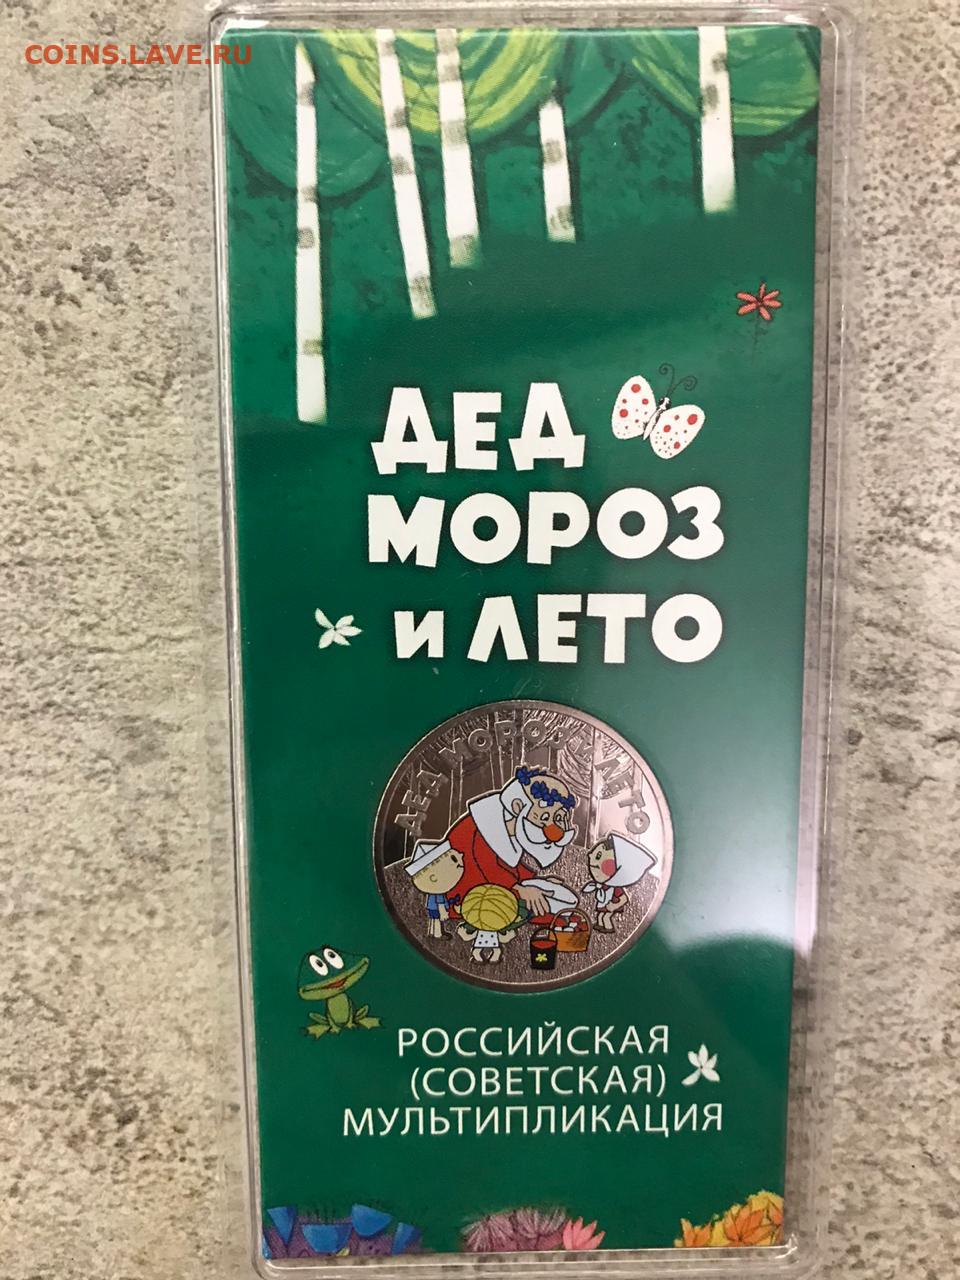 COINS.LAVE.RU
ДЕД
МОРОЗ
и ЛЕТО
ДЕД МОРОЗ И ЛЕТО
РОССИЙСКАЯ
(СОВЕТСКАЯ)
МУЛЬТИПЛИКАЦИЯ